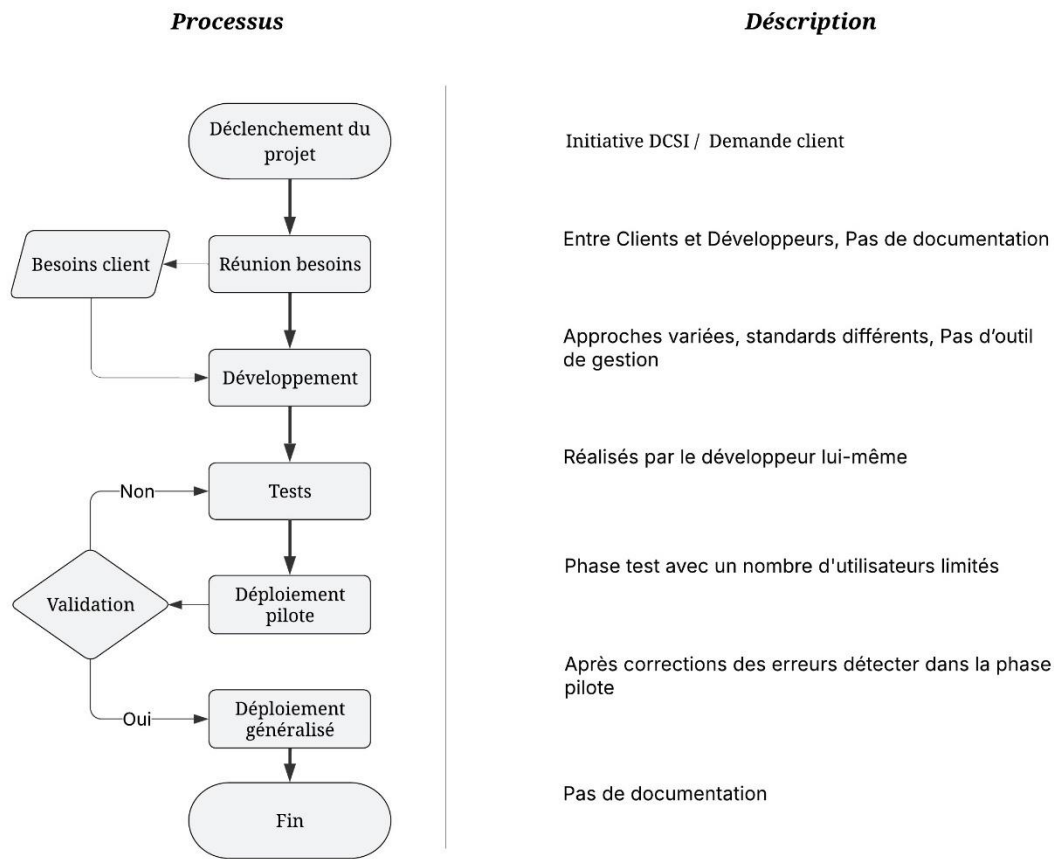 Processus
Déscription
Déclenchement du
projet
Initiative DCSI / Demande client
Besoins client
Réunion besoins
Entre Clients et Développeurs, Pas de documentation
Développement
Approches variées, standards différents, Pas d’outil
de gestion
Non
Tests
Réalisés par le développeur lui-même
Validation
Déploiement
pilote
Phase test avec un nombre d'utilisateurs limités
Oui
Déploiement
généralisé
Après corrections des erreurs détecter dans la phase
pilote
Fin
Pas de documentation